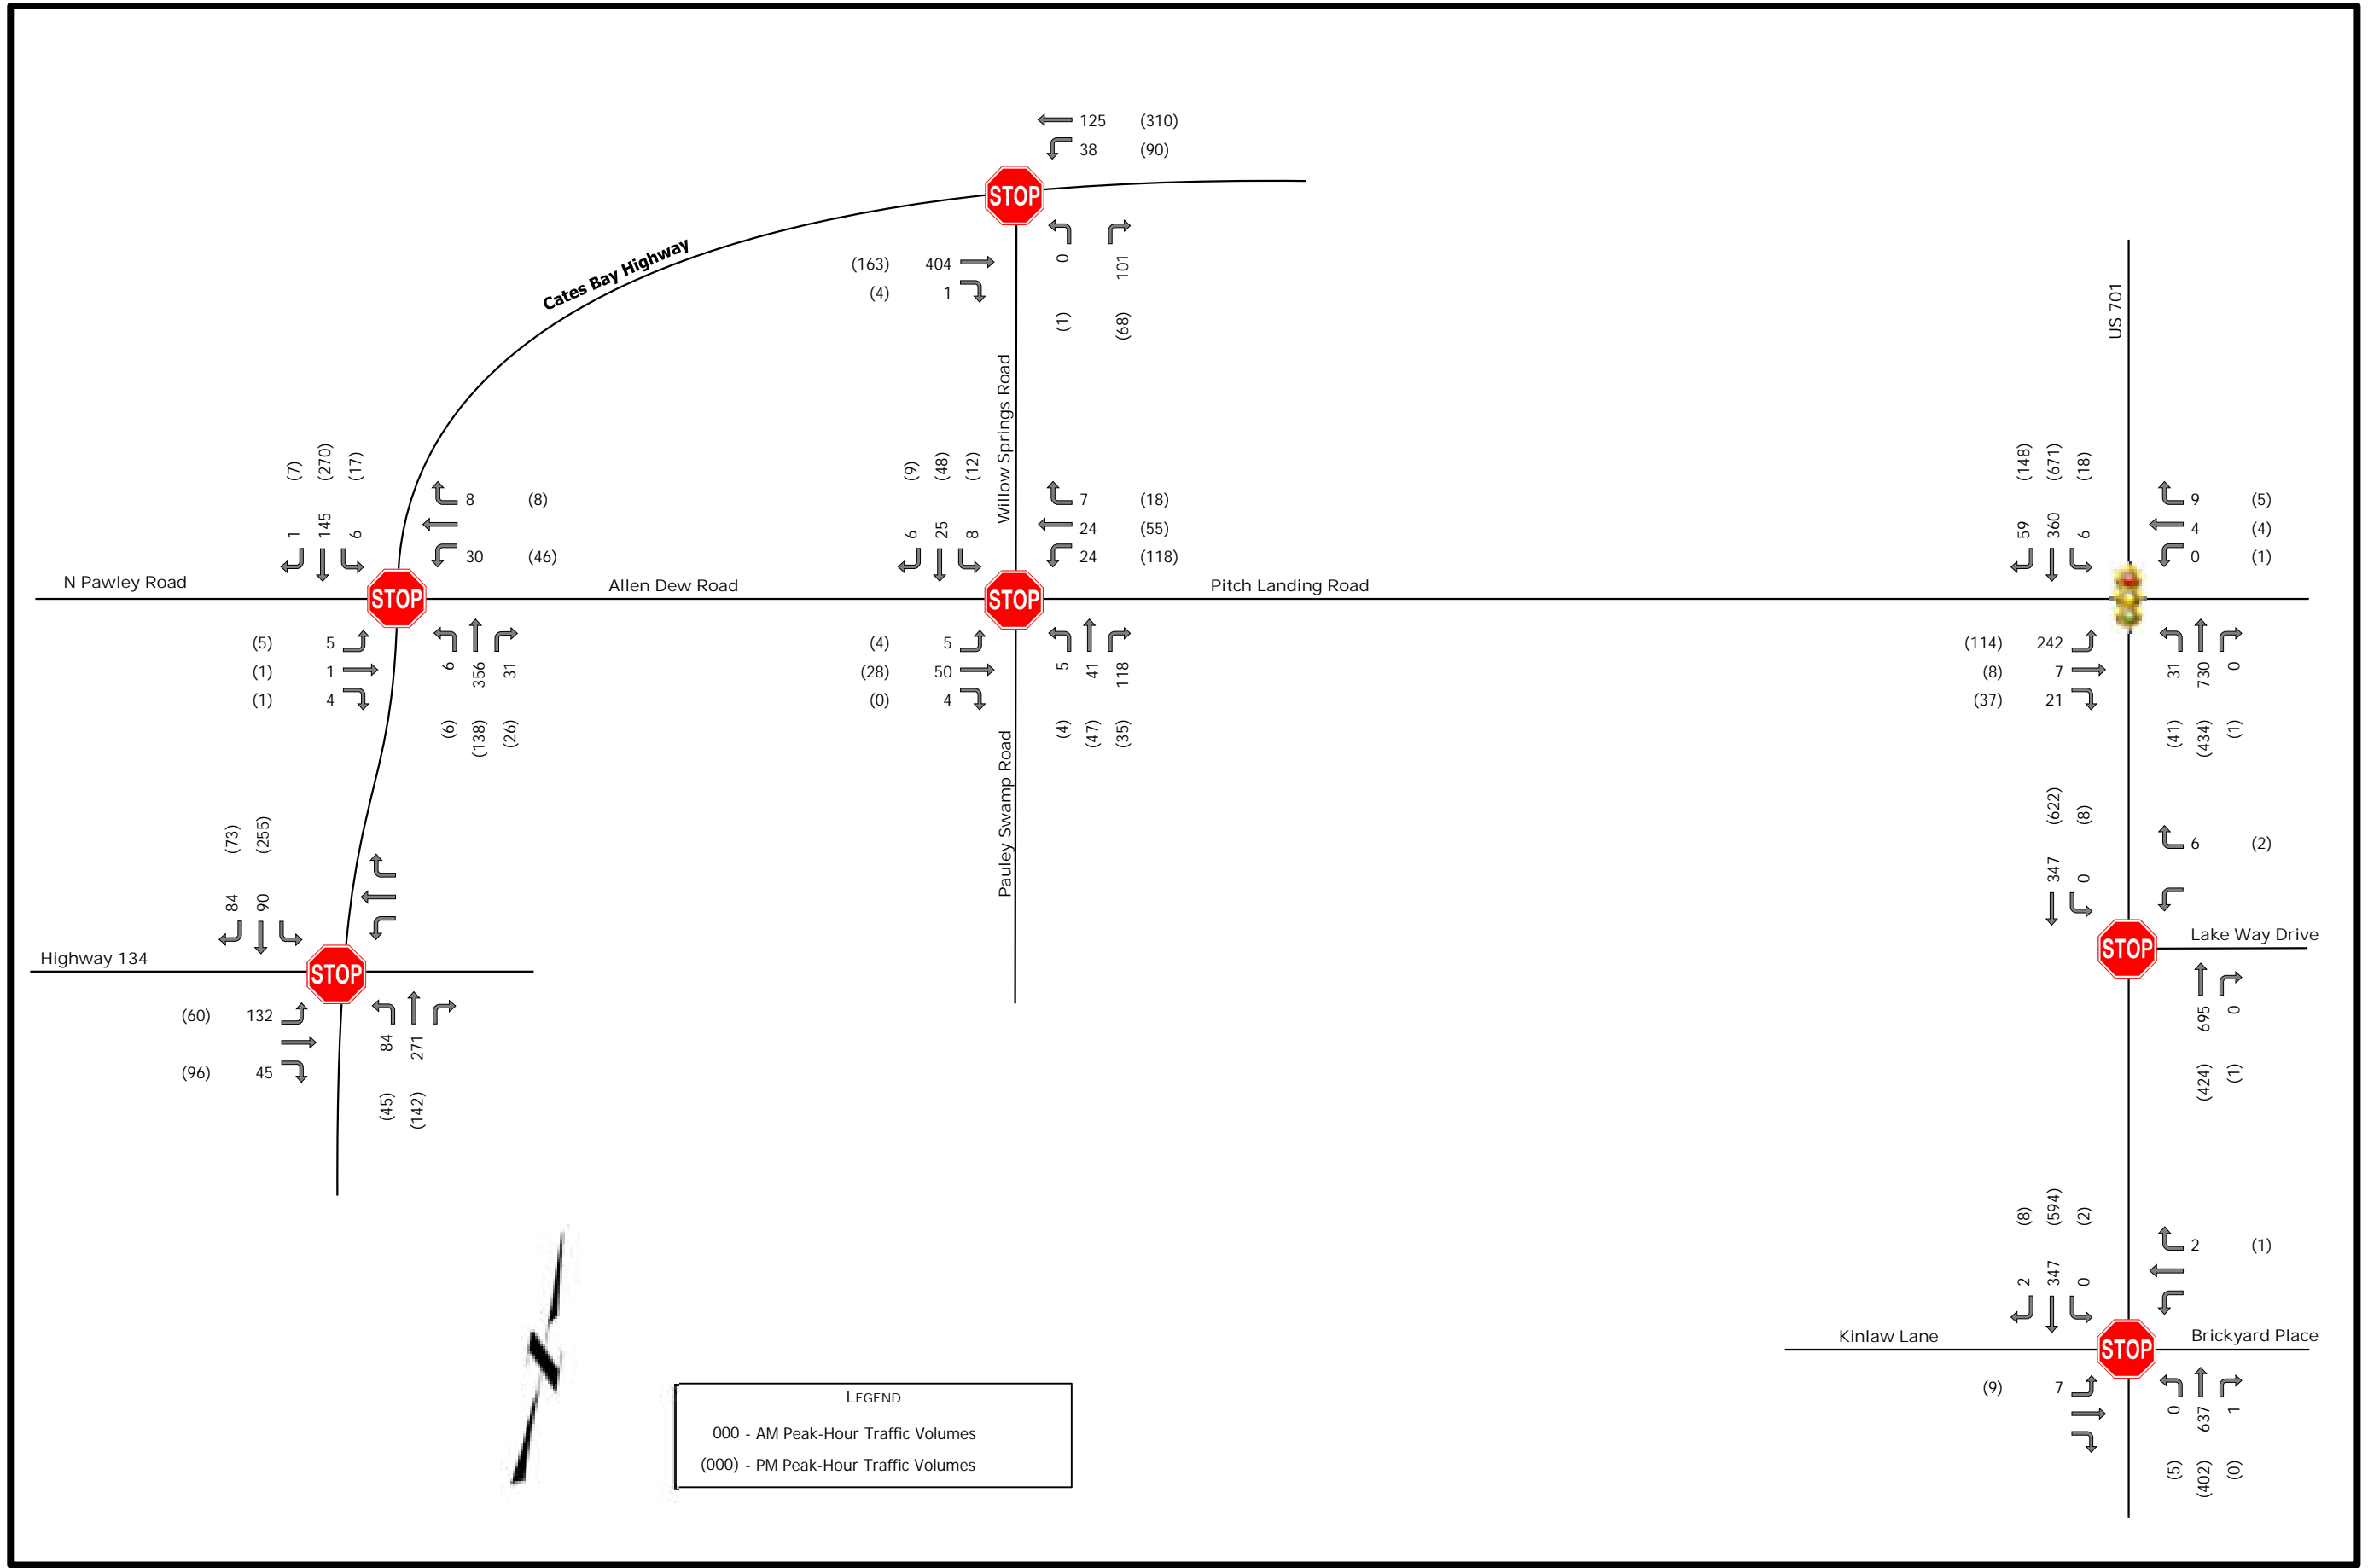 125 (310)
38 (90)
STOP
Cates Bay Highway
(163) 404
(4) 1
0 101
(1) (68)
Willow Springs Road
US 701
(7) (270) (17)
1 145 6
8 (8)
30 (46)
(9) (48) (12)
6 25 8
7 (18)
24 (55)
24 (118)
(148) (671) (18)
59 360 6
9 (5)
4 (4)
0 (1)
N Pawley Road
STOP
Allen Dew Road
STOP
Pitch Landing Road
(5) 5
(1) 1
(1) 4
6 356 31
(6) (138) (26)
(4) 5
(28) 50
(0) 4
5 41 118
(4) (47) (35)
Pauley Swamp Road
(114) 242
(8) 7
(37) 21
31 730 0
(41) (434) (1)
(73) (255)
84 90
Highway 134
STOP
(60) 132
(96) 45
84 271
(45) (142)
(622) (8)
347 0
6 (2)
STOP
Lake Way Drive
695 0
(424) (1)
(8) (594) (2)
2 347 0
2 (1)
Kinlaw Lane
STOP
Brickyard Place
(9) 7
0 637 1
(5) (402) (0)
N
LEGEND
000 - AM Peak-Hour Traffic Volumes
(000) - PM Peak-Hour Traffic Volumes